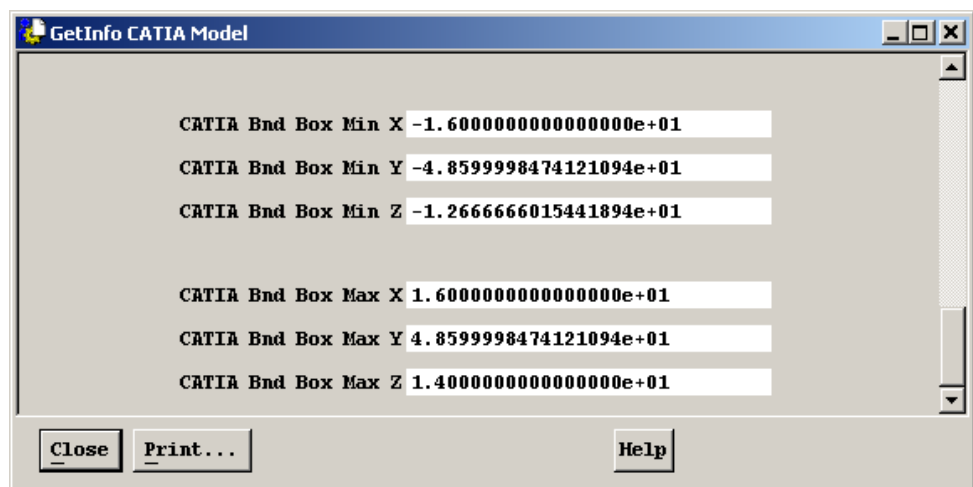 GetInfo CATIA Model
CATIA Bnd Box Min X -1.6000000000000000e+01
CATIA Bnd Box Min Y -4.8599998474121094e+01
CATIA Bnd Box Min Z -1.2666666015441894e+01
CATIA Bnd Box Max X 1.6000000000000000e+01
CATIA Bnd Box Max Y 4.8599998474121094e+01
CATIA Bnd Box Max Z 1.4000000000000000e+01
Close Print... Help